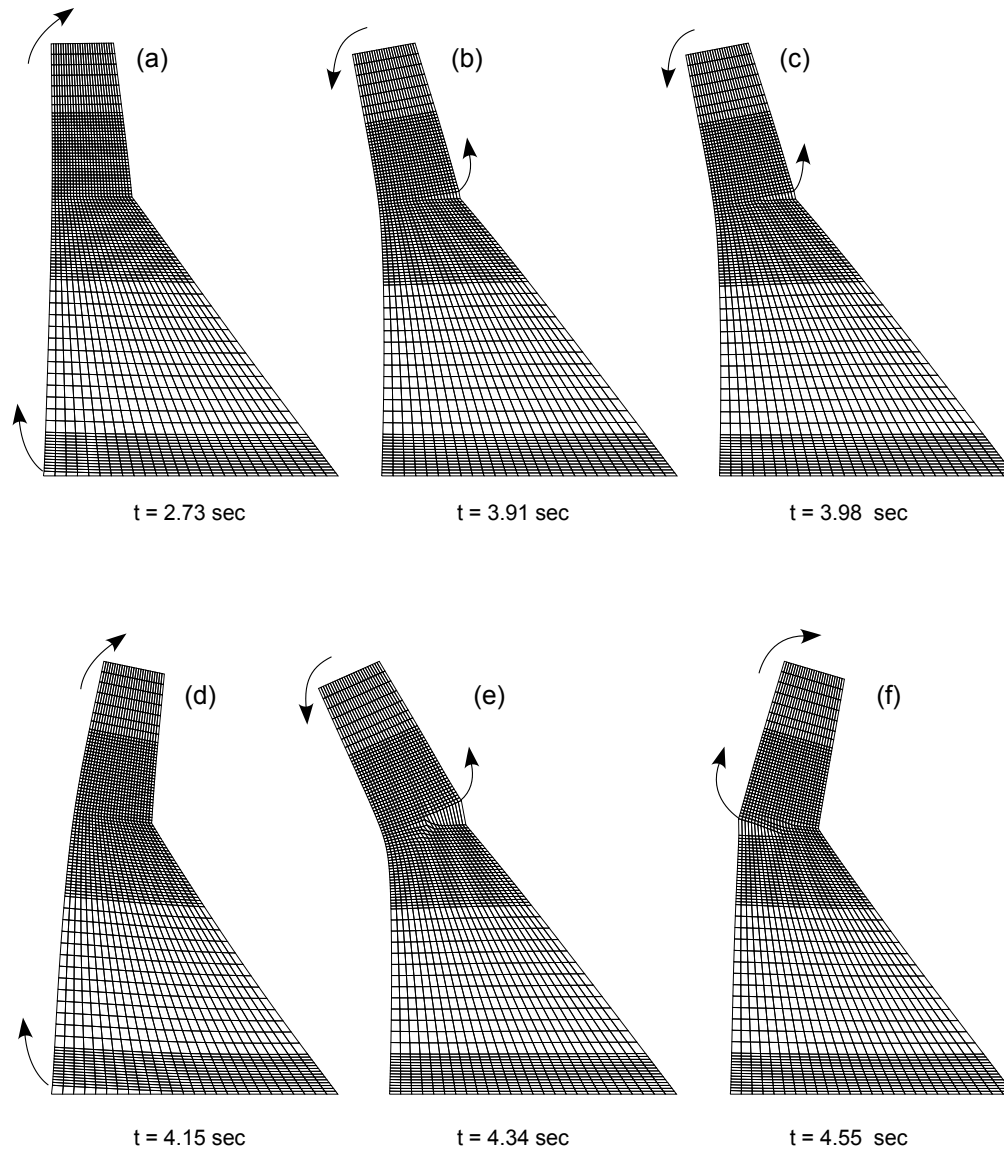 (a)
(b)
(c)
t = 2.73 sec
t = 3.91 sec
t = 3.98 sec
(d)
(e)
(f)
t = 4.15 sec
t = 4.34 sec
t = 4.55 sec